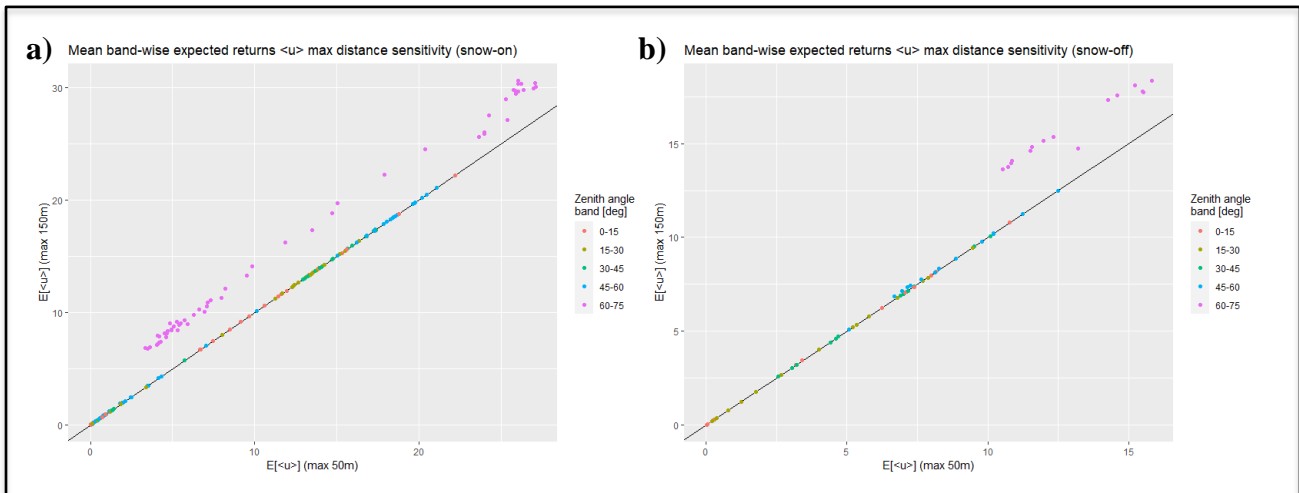 a) Mean band-wise expected returns <u> max distance sensitivity (snow-on)
30
20
10
0
E[<u>] (max 150m)
0 10 20
E[<u>] (max 50m)
Zenith angle
band [deg]
0-15
15-30
30-45
45-60
60-75
b) Mean band-wise expected returns <u> max distance sensitivity (snow-off)
15
10
5
0
E[<u>] (max 150m)
0 5 10 15
E[<u>] (max 50m)
Zenith angle
band [deg]
0-15
15-30
30-45
45-60
60-75